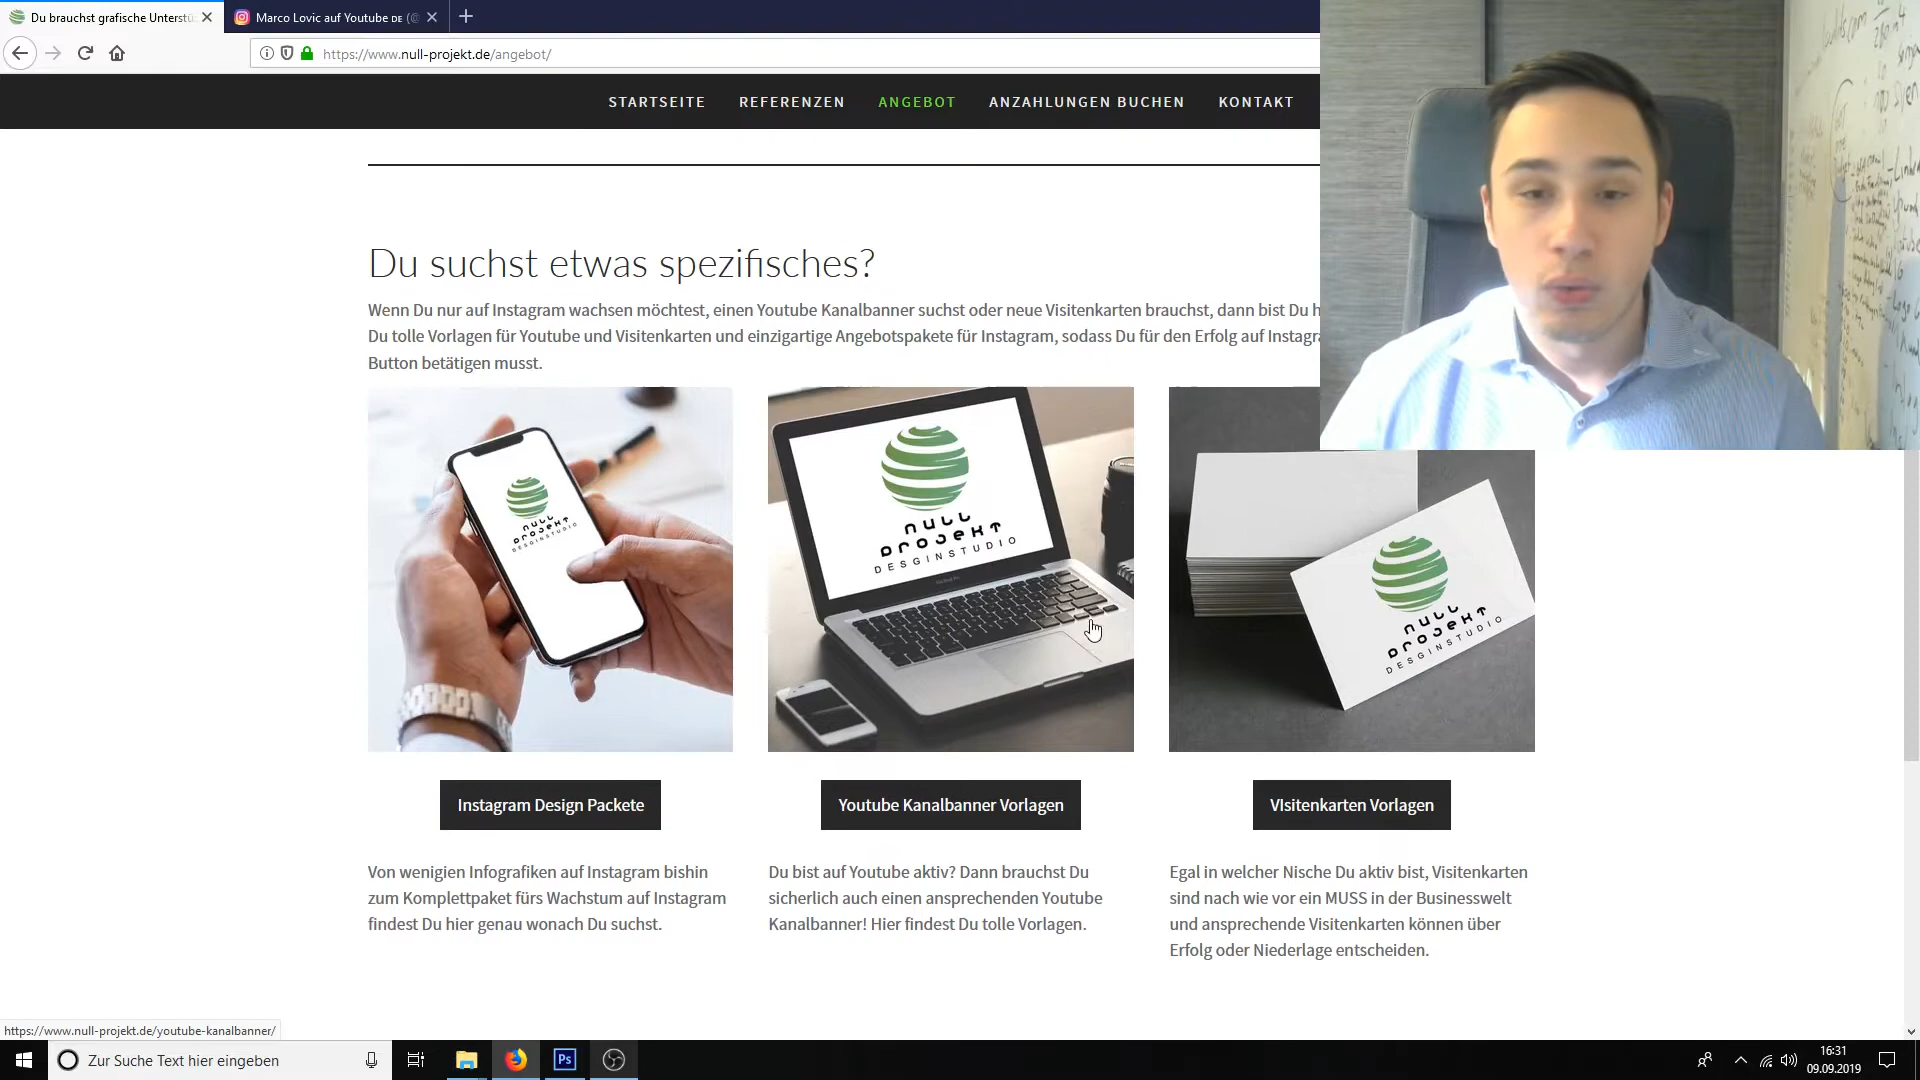 Du brauchst grafische Unterstü
Marco Lovic auf Youtube DE (@
https://www.null-projekt.de/angebot/
STARTSEITE REFERENZEN ANGEBOT ANZAHLUNGEN BUCHEN KONTAKT
Du suchst etwas spezifisches?
Wenn Du nur auf Instagram wachsen möchtest, einen Youtube Kanalbanner suchst oder neue Visitenkarten brauchst, dann bist Du h
Du tolle Vorlagen für Youtube und Visitenkarten und einzigartige Angebotspakete für Instagram, sodass Du für den Erfolg auf Instagra
Button betätigen musst.
null
projekt
DESGINSTUDIO
null
projekt
DESGINSTUDIO
null
projekt
DESGINSTUDIO
Instagram Design Packete
Youtube Kanalbanner Vorlagen
VIsitenkarten Vorlagen
Von wenigien Infografiken auf Instagram bishin
zum Komplettpaket fürs Wachstum auf Instagram
findest Du hier genau wonach Du suchst.
Du bist auf Youtube aktiv? Dann brauchst Du
sicherlich auch einen ansprechenden Youtube
Kanalbanner! Hier findest Du tolle Vorlagen.
Egal in welcher Nische Du aktiv bist, Visitenkarten
sind nach wie vor ein MUSS in der Businesswelt
und ansprechende Visitenkarten können über
Erfolg oder Niederlage entscheiden.
https://www.null-projekt.de/youtube-kanalbanner/
Zur Suche Text hier eingeben
Ps
16:31
09.09.2019